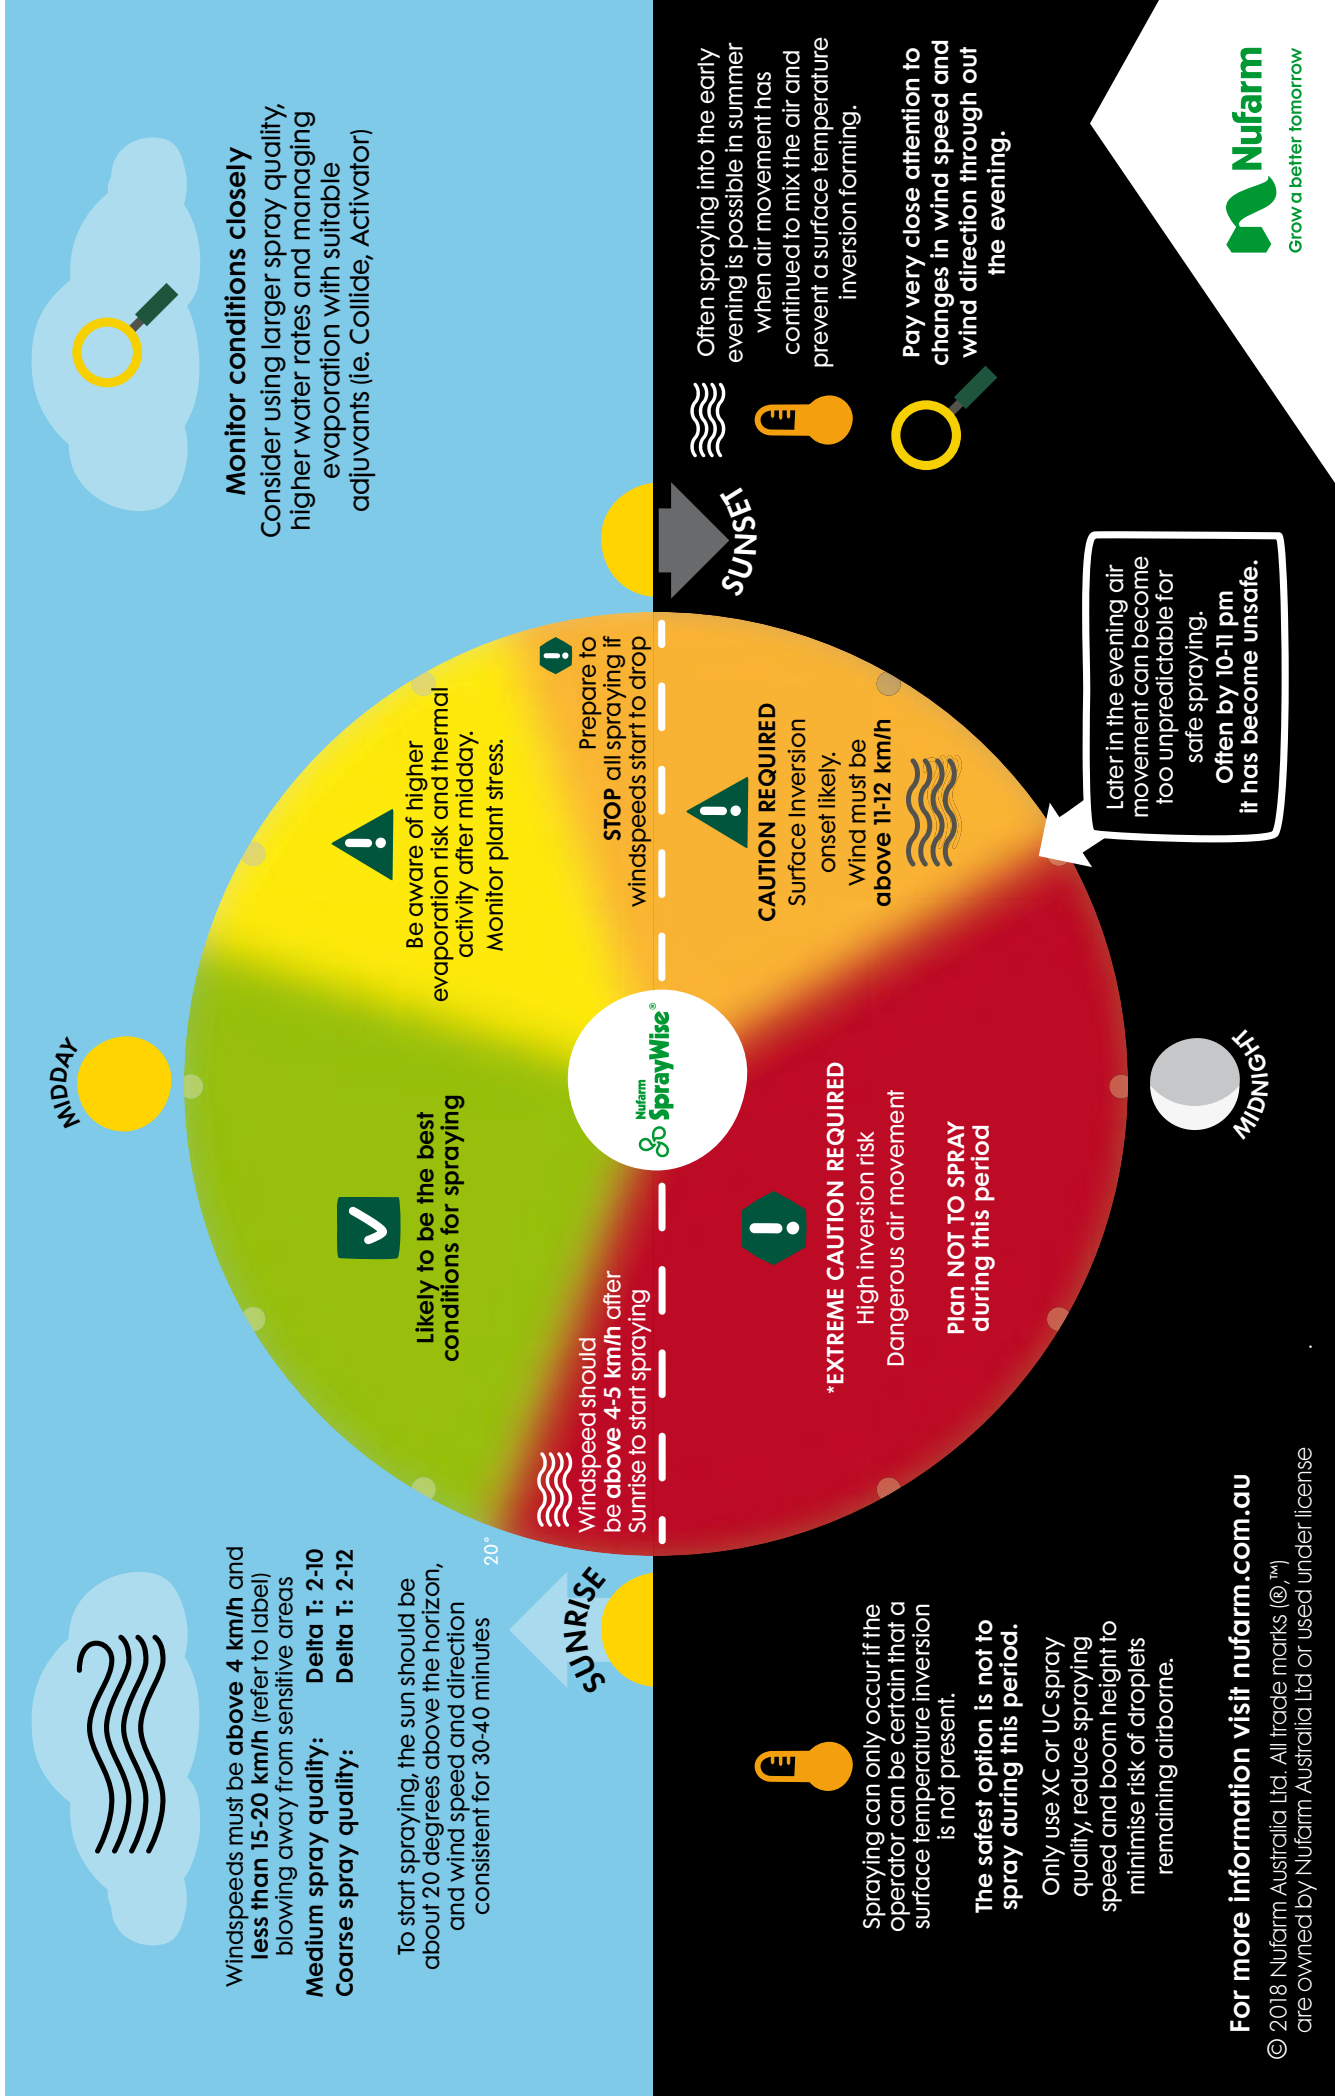 MIDDAY
Windspeeds must be above 4 km/h and
less than 15-20 km/h (refer to label)
blowing away from sensitive areas
Medium spray quality: Delta T: 2-10
Coarse spray quality: Delta T: 2-12
To start spraying, the sun should be
about 20 degrees above the horizon,
and wind speed and direction
consistent for 30-40 minutes
20°
SUNRISE
Likely to be the best
conditions for spraying
Be aware of higher
evaporation risk and thermal
activity after midday.
Monitor plant stress.
Monitor conditions closely
Consider using larger spray quality,
higher water rates and managing
evaporation with suitable
adjuvants (ie. Collide, Activator)
Windspeed should
be above 4-5 km/h after
Sunrise to start spraying
Prepare to
STOP all spraying if
windspeeds start to drop
Nufarm
SprayWise®
SUNSET
Spraying can only occur if the
operator can be certain that a
surface temperature inversion
is not present.
The safest option is not to
spray during this period.
Only use XC or UC spray
quality, reduce spraying
speed and boom height to
minimise risk of droplets
remaining airborne.
*EXTREME CAUTION REQUIRED
High inversion risk
Dangerous air movement
Plan NOT TO SPRAY
during this period
CAUTION REQUIRED
Surface Inversion
onset likely.
Wind must be
above 11-12 km/h
Often spraying into the early
evening is possible in summer
when air movement has
continued to mix the air and
prevent a surface temperature
inversion forming.
Pay very close attention to
changes in wind speed and
wind direction through out
the evening.
Later in the evening air
movement can become
too unpredictable for
safe spraying.
Often by 10-11 pm
it has become unsafe.
MIDNIGHT
For more information visit nufarm.com.au
© 2018 Nufarm Australia Ltd. All trade marks (®,™)
are owned by Nufarm Australia Ltd or used under license
.
Nufarm
Grow a better tomorrow